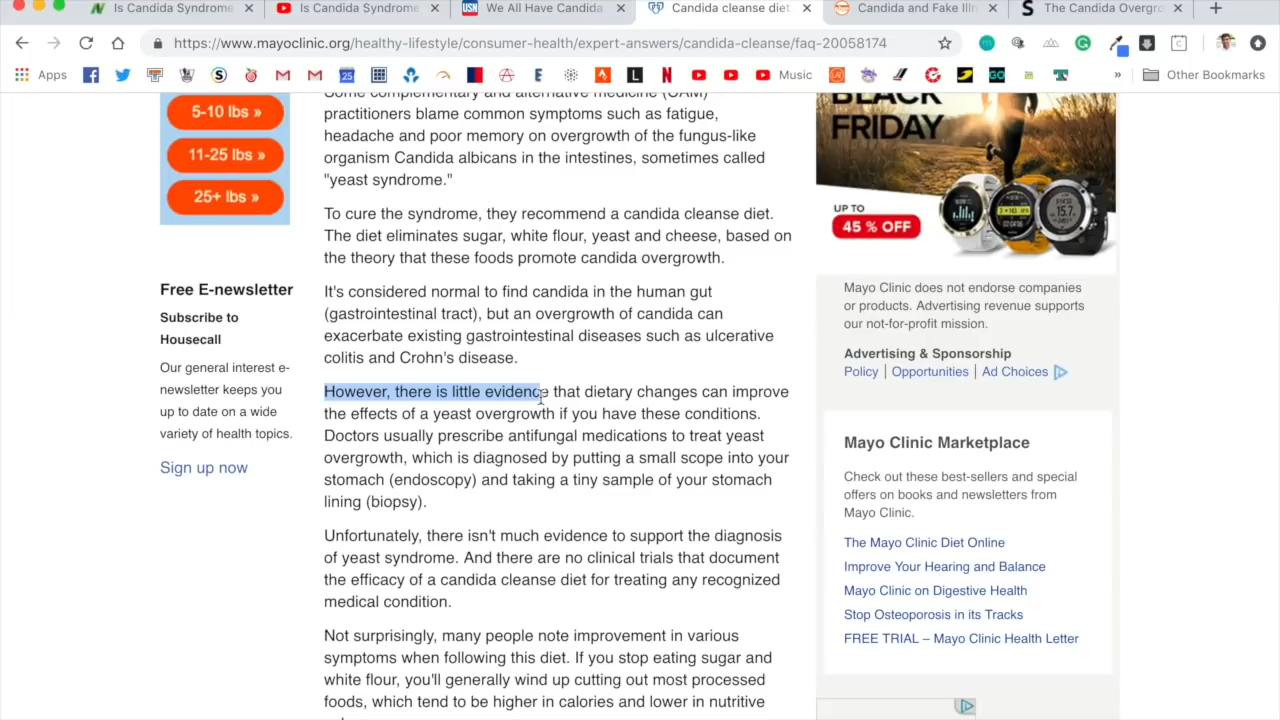 Is Candida Syndrome
Is Candida Syndrome
USN
We All Have Candida
Candida cleanse diet
Candida and Fake Illn
The Candida Overgro
https://www.mayoclinic.org/healthy-lifestyle/consumer-health/expert-answers/candida-cleanse/faq-20058174
Apps
Music
Other Bookmarks
5-10 lbs »
11-25 lbs »
25+ lbs »
Free E-newsletter
Subscribe to
Housecall
Our general interest e-
newsletter keeps you
up to date on a wide
variety of health topics.
Sign up now
Some complementary and alternative medicine (CAM)
practitioners blame common symptoms such as fatigue,
headache and poor memory on overgrowth of the fungus-like
organism Candida albicans in the intestines, sometimes called
"yeast syndrome."
To cure the syndrome, they recommend a candida cleanse diet.
The diet eliminates sugar, white flour, yeast and cheese, based on
the theory that these foods promote candida overgrowth.
It's considered normal to find candida in the human gut
(gastrointestinal tract), but an overgrowth of candida can
exacerbate existing gastrointestinal diseases such as ulcerative
colitis and Crohn's disease.
However, there is little evidence that dietary changes can improve
the effects of a yeast overgrowth if you have these conditions.
Doctors usually prescribe antifungal medications to treat yeast
overgrowth, which is diagnosed by putting a small scope into your
stomach (endoscopy) and taking a tiny sample of your stomach
lining (biopsy).
Unfortunately, there isn't much evidence to support the diagnosis
of yeast syndrome. And there are no clinical trials that document
the efficacy of a candida cleanse diet for treating any recognized
medical condition.
Not surprisingly, many people note improvement in various
symptoms when following this diet. If you stop eating sugar and
white flour, you'll generally wind up cutting out most processed
foods, which tend to be higher in calories and lower in nutritive
BLACK
FRIDAY
UP TO
45 % OFF
Mayo Clinic does not endorse companies
or products. Advertising revenue supports
our not-for-profit mission.
Advertising & Sponsorship
Policy | Opportunities | Ad Choices
Mayo Clinic Marketplace
Check out these best-sellers and special
offers on books and newsletters from
Mayo Clinic.
The Mayo Clinic Diet Online
Improve Your Hearing and Balance
Mayo Clinic on Digestive Health
Stop Osteoporosis in its Tracks
FREE TRIAL – Mayo Clinic Health Letter